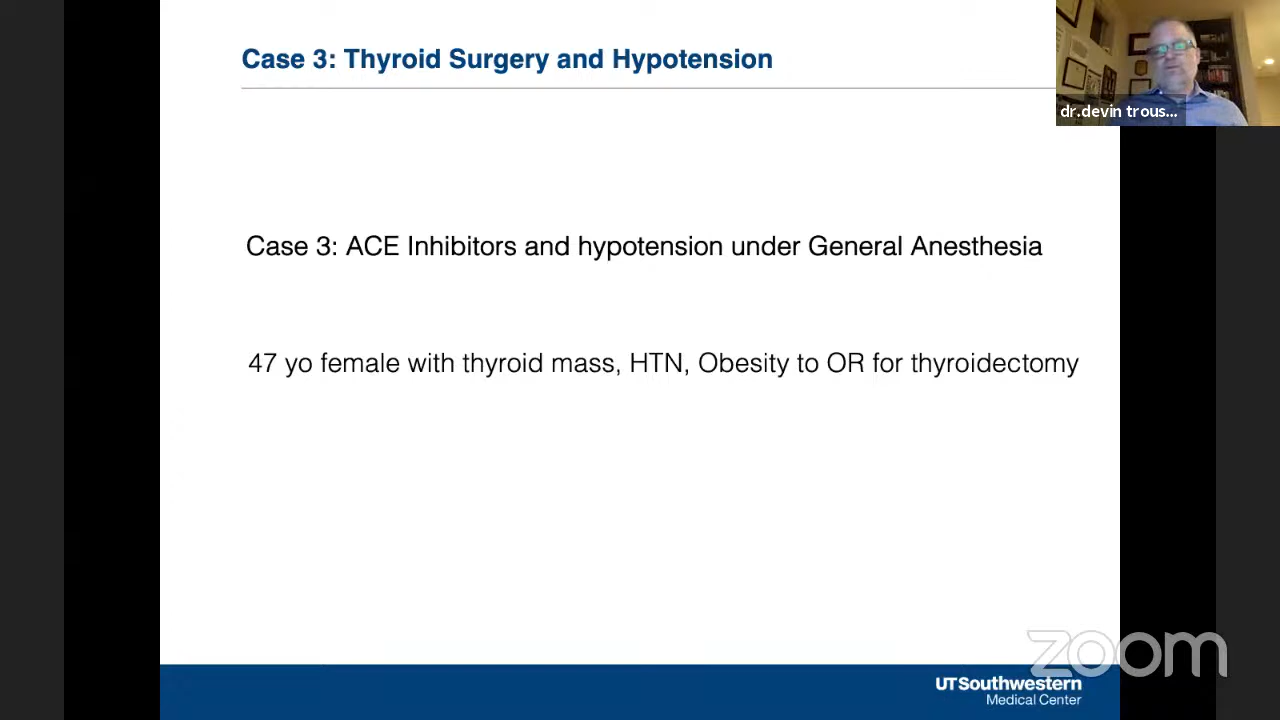 Case 3: Thyroid Surgery and Hypotension
dr.devin trous...
Case 3: ACE Inhibitors and hypotension under General Anesthesia
47 yo female with thyroid mass, HTN, Obesity to OR for thyroidectomy
zoom
UTSouthwestern
Medical Center